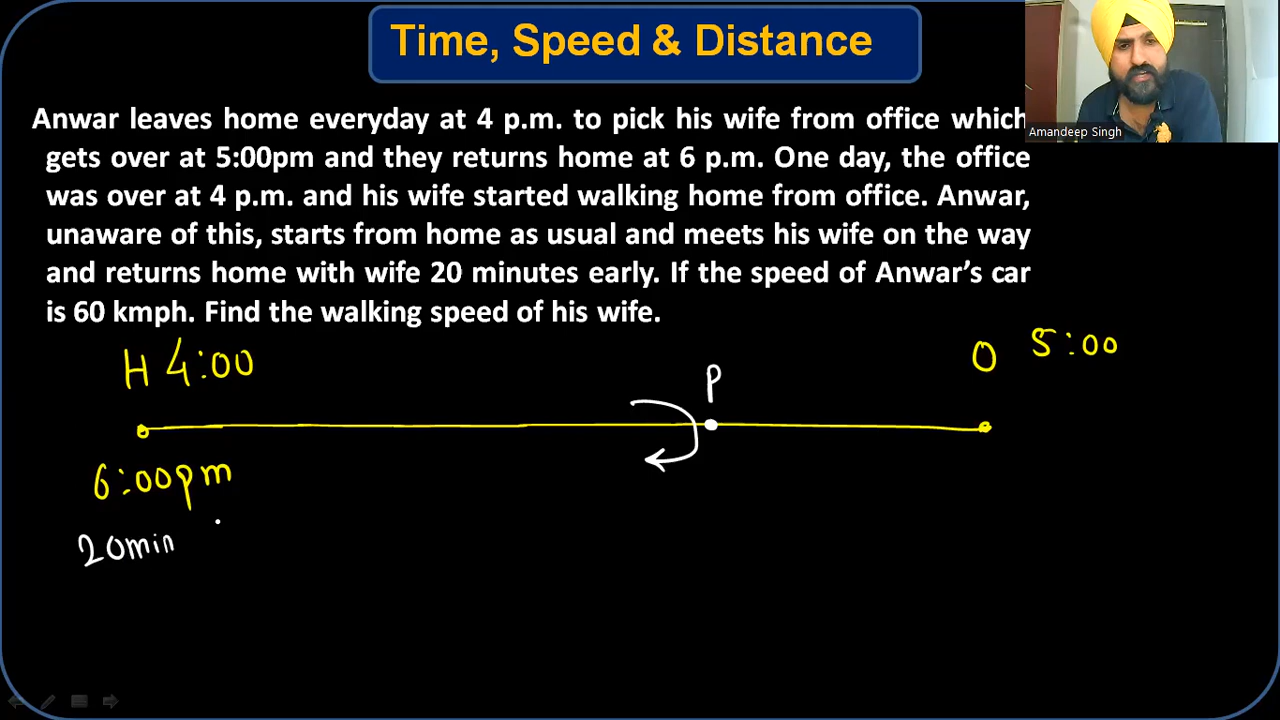 Time, Speed & Distance
Anwar leaves home everyday at 4 p.m. to pick his wife from office which
gets over at 5:00pm and they returns home at 6 p.m. One day, the office
was over at 4 p.m. and his wife started walking home from office. Anwar,
unaware of this, starts from home as usual and meets his wife on the way
and returns home with wife 20 minutes early. If the speed of Anwar's car
is 60 kmph. Find the walking speed of his wife.
Amandeep Singh
H 4:00
P
O 5:00
6:00pm
20min